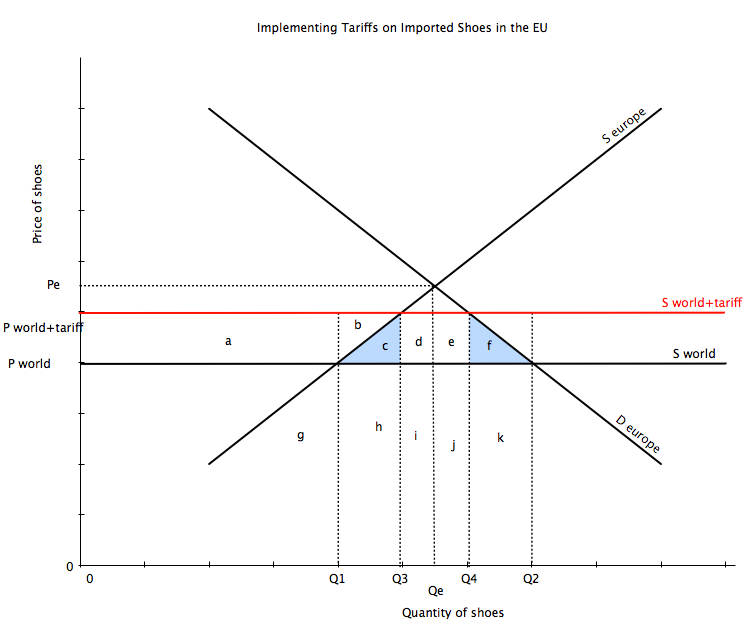 Implementing Tariffs on Imported Shoes in the EU
S europe
Price of shoes
Pe
S world+tariff
P world+tariff
b
a
c
d
e
f
S world
P world
D europe
g
h
i
j
k
0
0
Q1
Q3
Qe
Q4
Q2
Quantity of shoes